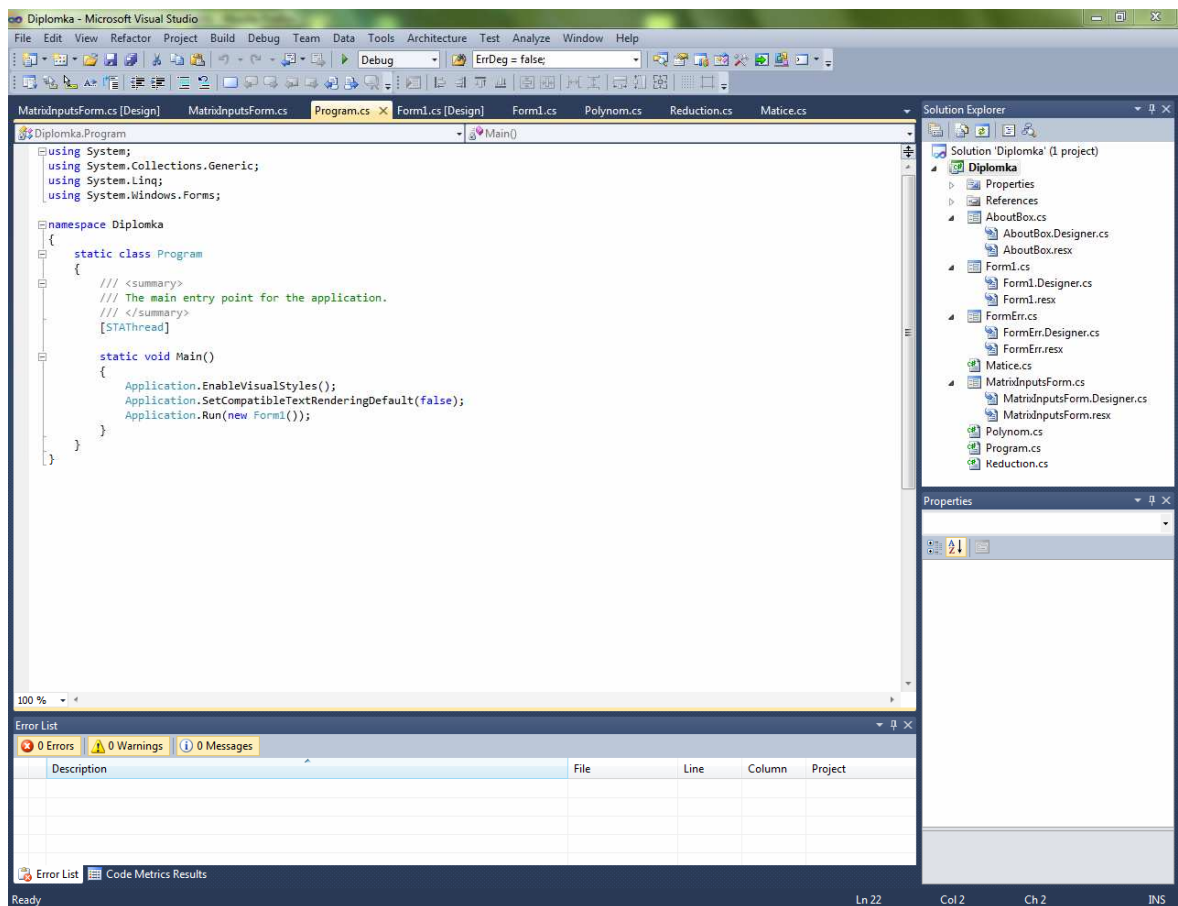 Diplomka - Microsoft Visual Studio
File Edit View Refactor Project Build Debug Team Data Tools Architecture Test Analyze Window Help
Debug ErrDeg = false;
MatrixInputsForm.cs [Design] MatrixInputsForm.cs Program.cs Form1.cs [Design] Form1.cs Polynom.cs Reduction.cs Matice.cs
Diplomka.Program Main()
using System;
using System.Collections.Generic;
using System.Linq;
using System.Windows.Forms;
namespace Diplomka
{
static class Program
{
/// <summary>
/// The main entry point for the application.
/// </summary>
[STAThread]
static void Main()
{
Application.EnableVisualStyles();
Application.SetCompatibleTextRenderingDefault(false);
Application.Run(new Form1());
}
}
}
100 %
Error List
0 Errors 0 Warnings 0 Messages
Description File Line Column Project
Error List Code Metrics Results
Solution Explorer
Solution 'Diplomka' (1 project)
Diplomka
Properties
References
AboutBox.cs
AboutBox.Designer.cs
AboutBox.resx
Form1.cs
Form1.Designer.cs
Form1.resx
FormErr.cs
FormErr.Designer.cs
FormErr.resx
Matice.cs
MatrixInputsForm.cs
MatrixInputsForm.Designer.cs
MatrixInputsForm.resx
Polynom.cs
Program.cs
Reduction.cs
Properties
Ready Ln 22 Col 2 Ch 2 INS